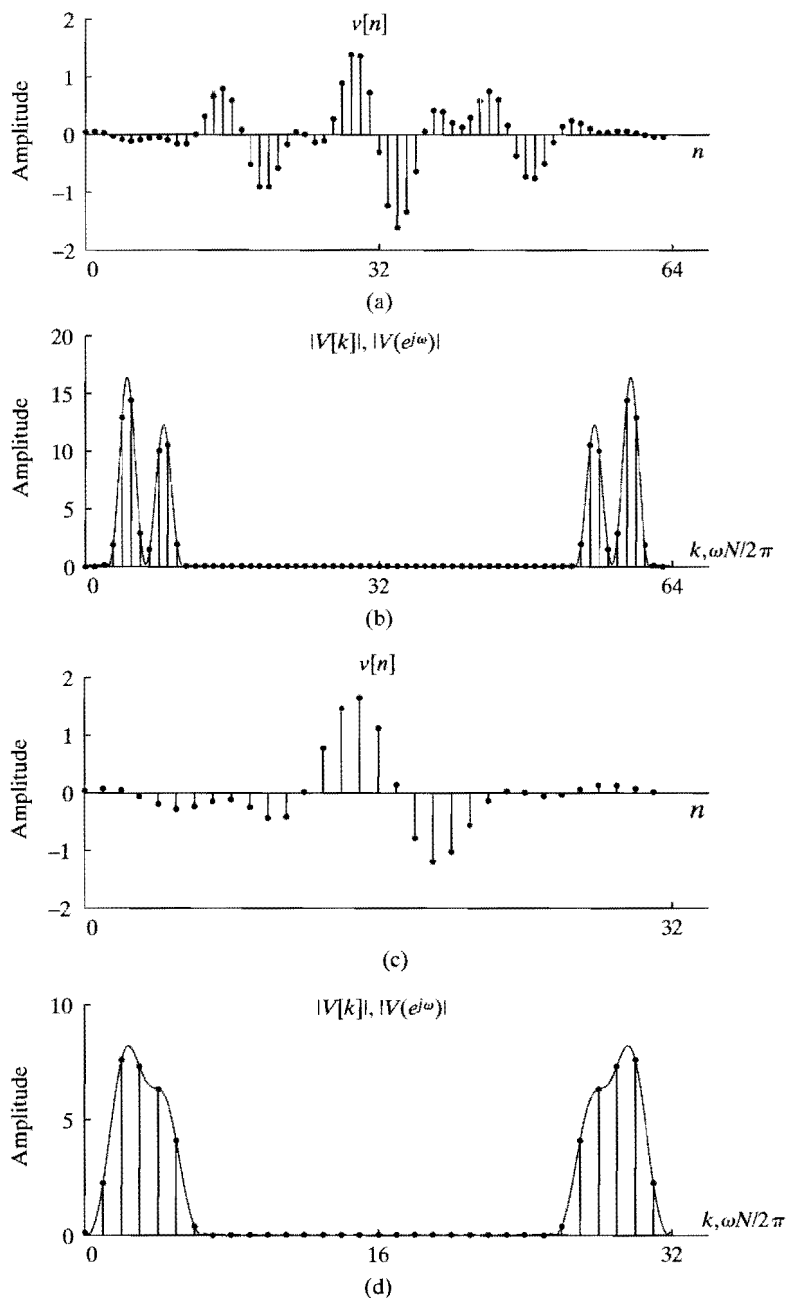 v[n]
2
1
0
−1
−2
Amplitude
n
0
32
64
(a)
|V[k]|, |V(e^{jω})|
20
15
10
5
0
Amplitude
k, ωN/2π
0
32
64
(b)
v[n]
2
1
0
−1
−2
Amplitude
n
0
32
(c)
|V[k]|, |V(e^{jω})|
10
5
0
Amplitude
k, ωN/2π
0
16
32
(d)